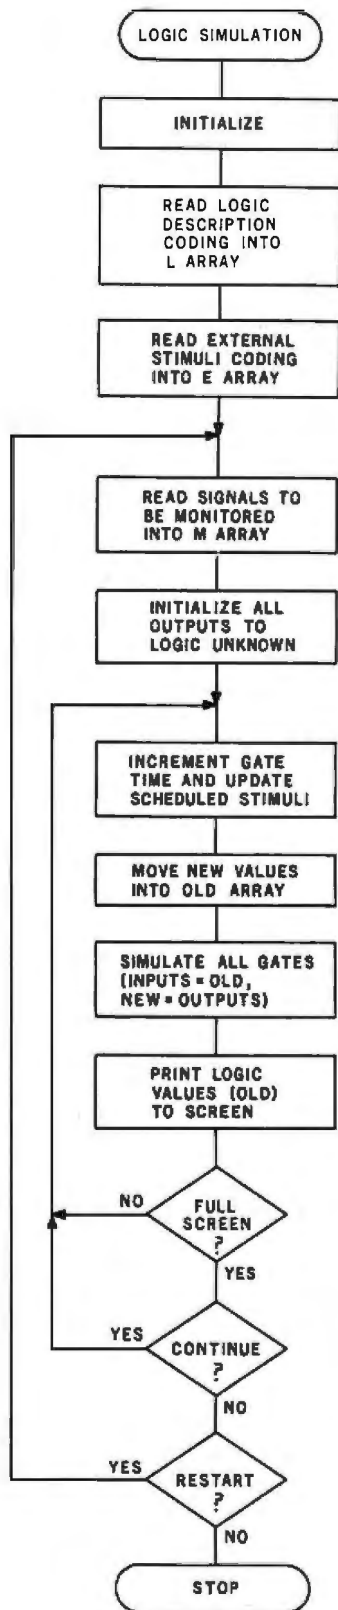 LOGIC SIMULATION
INITIALIZE
READ LOGIC
DESCRIPTION
CODING INTO
L ARRAY
READ EXTERNAL
STIMULI CODING
INTO E ARRAY
READ SIGNALS TO
BE MONITORED
INTO M ARRAY
INITIALIZE ALL
OUTPUTS TO
LOGIC UNKNOWN
INCREMENT GATE
TIME AND UPDATE
SCHEDULED STIMULI
MOVE NEW VALUES
INTO OLD ARRAY
SIMULATE ALL GATES
(INPUTS = OLD,
NEW = OUTPUTS)
PRINT LOGIC
VALUES (OLD)
TO SCREEN
NO
FULL
SCREEN
?
YES
YES
CONTINUE
?
NO
YES
RESTART
?
NO
STOP